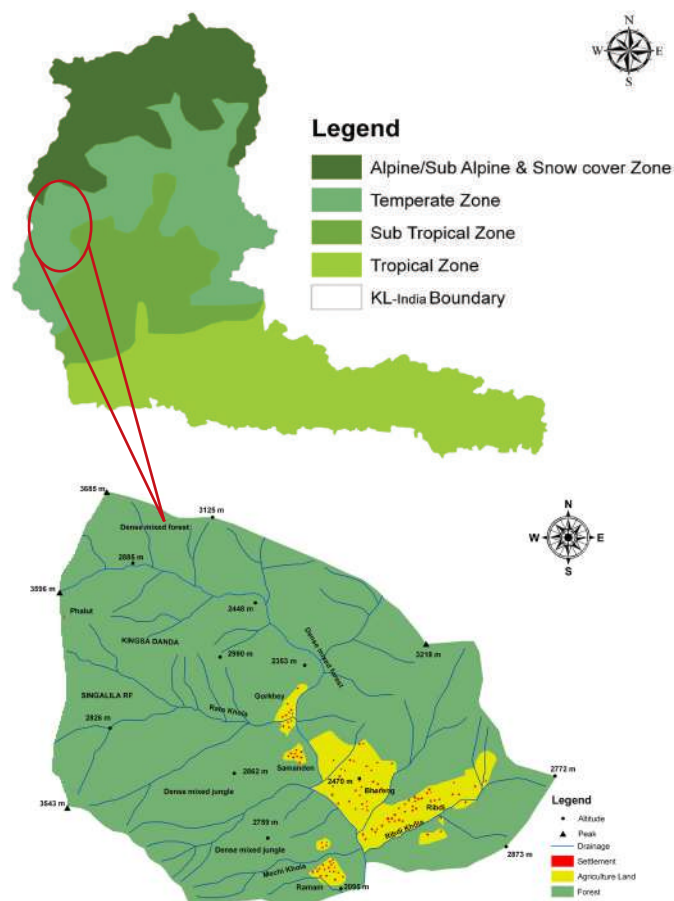 N
W E
S
Legend
Alpine/Sub Alpine & Snow cover Zone
Temperate Zone
Sub Tropical Zone
Tropical Zone
KL-India Boundary
3685 m
3125 m
Dense mixed forest
N
W E
S
2885 m
3596 m
2448 m
Phalut
KINGSA DANDA
Dense mixed forest
3218 m
2990 m
2353 m
SINGALILA RF
Gorkhey
Rate Khola
2826 m
Samanden
2862 m
2470 m
2772 m
Dense mixed jungle
Bhareng
Legend
3543 m
Ribdi
Altitude
Ribdi Khola
Peak
2789 m
Drainage
Dense mixed jungle
2873 m
Settlement
Mechi Khola
Agriculture Land
Ramam
2095 m
Forest